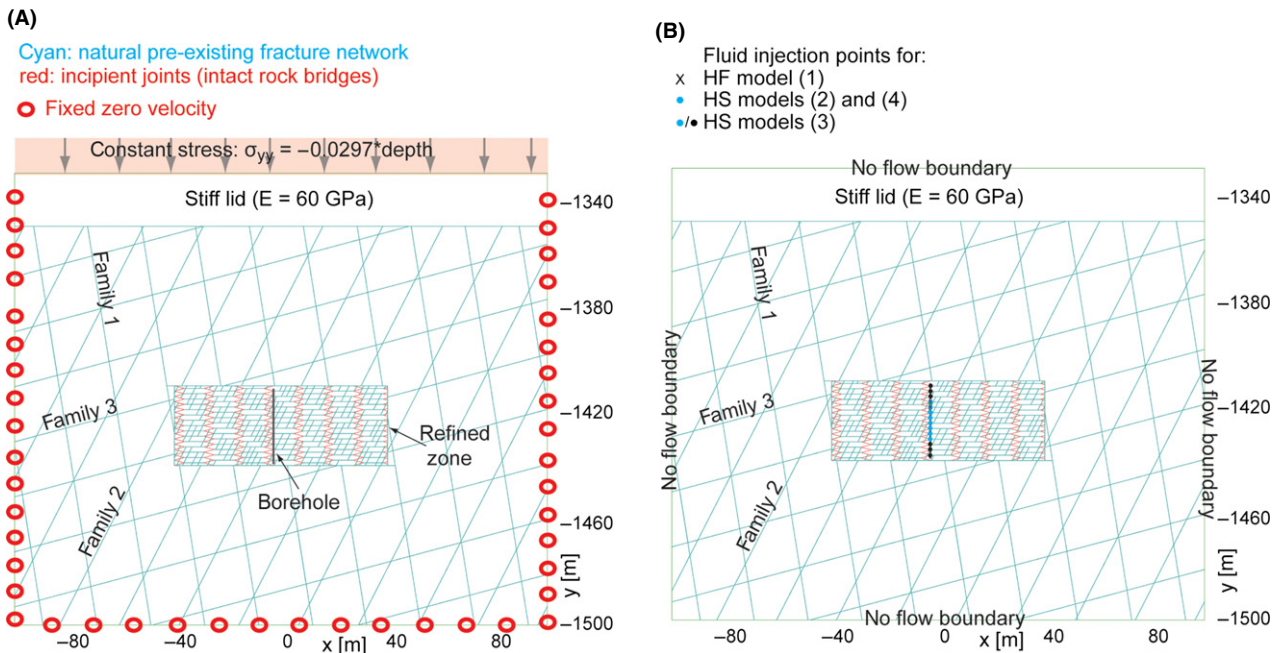 (A)
Cyan: natural pre-existing fracture network
red: incipient joints (intact rock bridges)
Fixed zero velocity
Constant stress: σyy = −0.0297*depth
Stiff lid (E = 60 GPa)
Family 1
Family 3
Family 2
Refined zone
Borehole
−1340
−1380
−1420
−1460
y [m]
−1500
−80
−40
0
x [m]
40
80
(B)
Fluid injection points for:
x HF model (1)
• HS models (2) and (4)
•/• HS models (3)
No flow boundary
Stiff lid (E = 60 GPa)
Family 1
Family 3
Family 2
No flow boundary
No flow boundary
No flow boundary
−1340
−1380
−1420
−1460
y [m]
−1500
−80
−40
0
x [m]
40
80